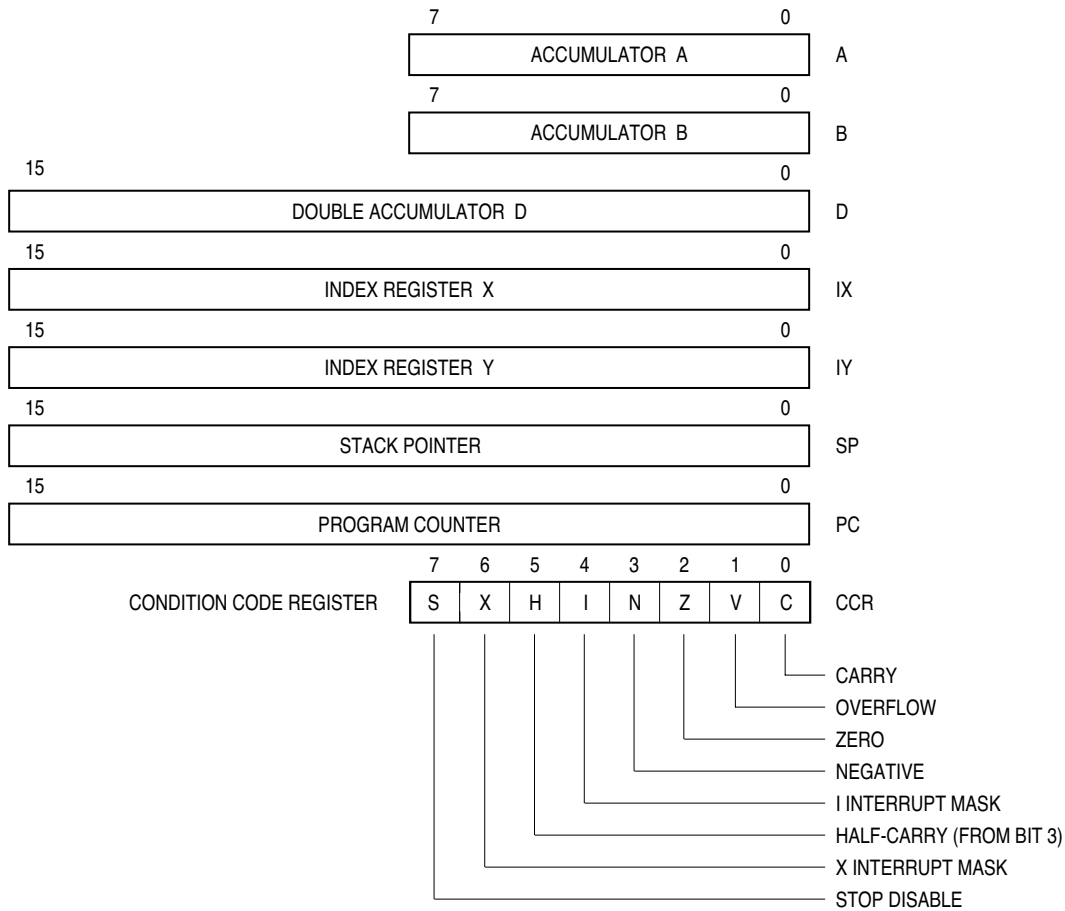 7 0
ACCUMULATOR A A
7 0
ACCUMULATOR B B
15 0
DOUBLE ACCUMULATOR D D
15 0
INDEX REGISTER X IX
15 0
INDEX REGISTER Y IY
15 0
STACK POINTER SP
15 0
PROGRAM COUNTER PC
7 6 5 4 3 2 1 0
CONDITION CODE REGISTER S X H I N Z V C CCR
CARRY
OVERFLOW
ZERO
NEGATIVE
I INTERRUPT MASK
HALF-CARRY (FROM BIT 3)
X INTERRUPT MASK
STOP DISABLE